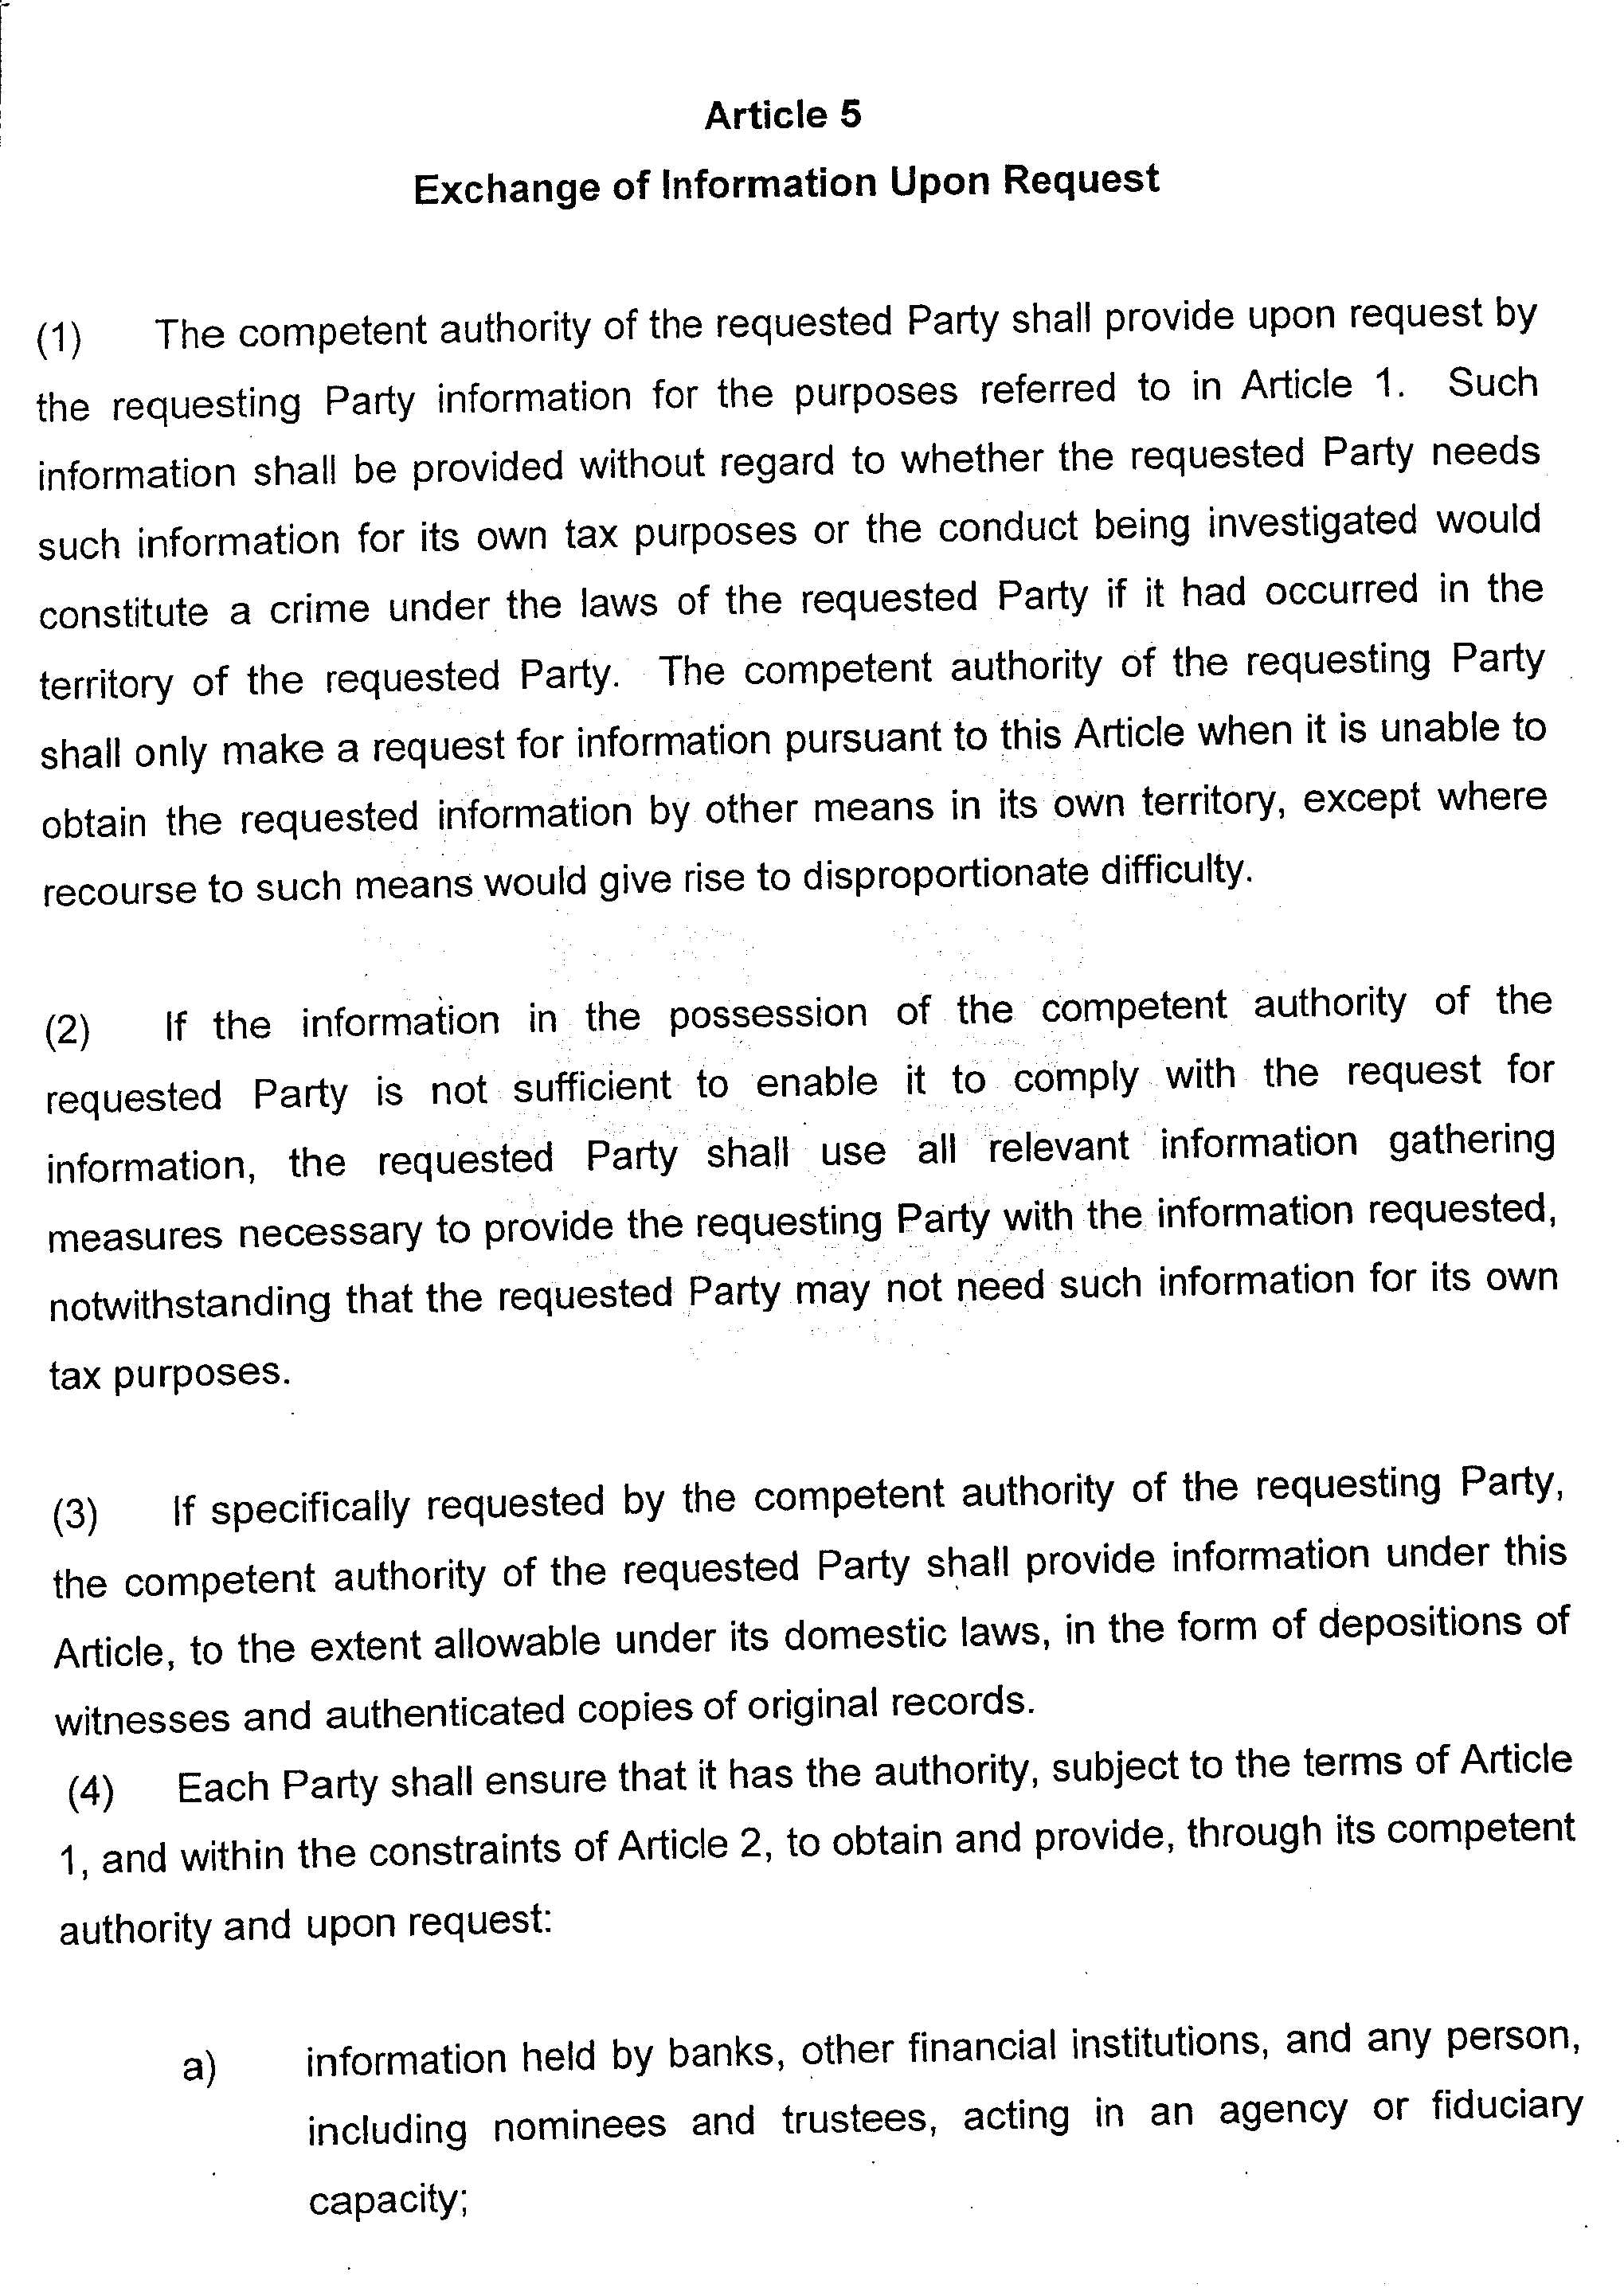 Article 5
Exchange of Information Upon Request
(1) The competent authority of the requested Party shall provide upon request by
the requesting Party information for the purposes referred to in Article 1. Such
information shall be provided without regard to whether the requested Party needs
such information for its own tax purposes or the conduct being investigated would
constitute a crime under the laws of the requested Party if it had occurred in the
territory of the requested Party. The competent authority of the requesting Party
shall only make a request for information pursuant to this Article when it is unable to
obtain the requested information by other means in its own territory, except where
recourse to such means would give rise to disproportionate difficulty.
(2) If the information in the possession of the competent authority of the
requested Party is not sufficient to enable it to comply with the request for
information, the requested Party shall use all relevant information gathering
measures necessary to provide the requesting Party with the information requested,
notwithstanding that the requested Party may not need such information for its own
tax purposes.
(3) If specifically requested by the competent authority of the requesting Party,
the competent authority of the requested Party shall provide information under this
Article, to the extent allowable under its domestic laws, in the form of depositions of
witnesses and authenticated copies of original records.
(4) Each Party shall ensure that it has the authority, subject to the terms of Article
1, and within the constraints of Article 2, to obtain and provide, through its competent
authority and upon request:
a) information held by banks, other financial institutions, and any person,
including nominees and trustees, acting in an agency or fiduciary
capacity;